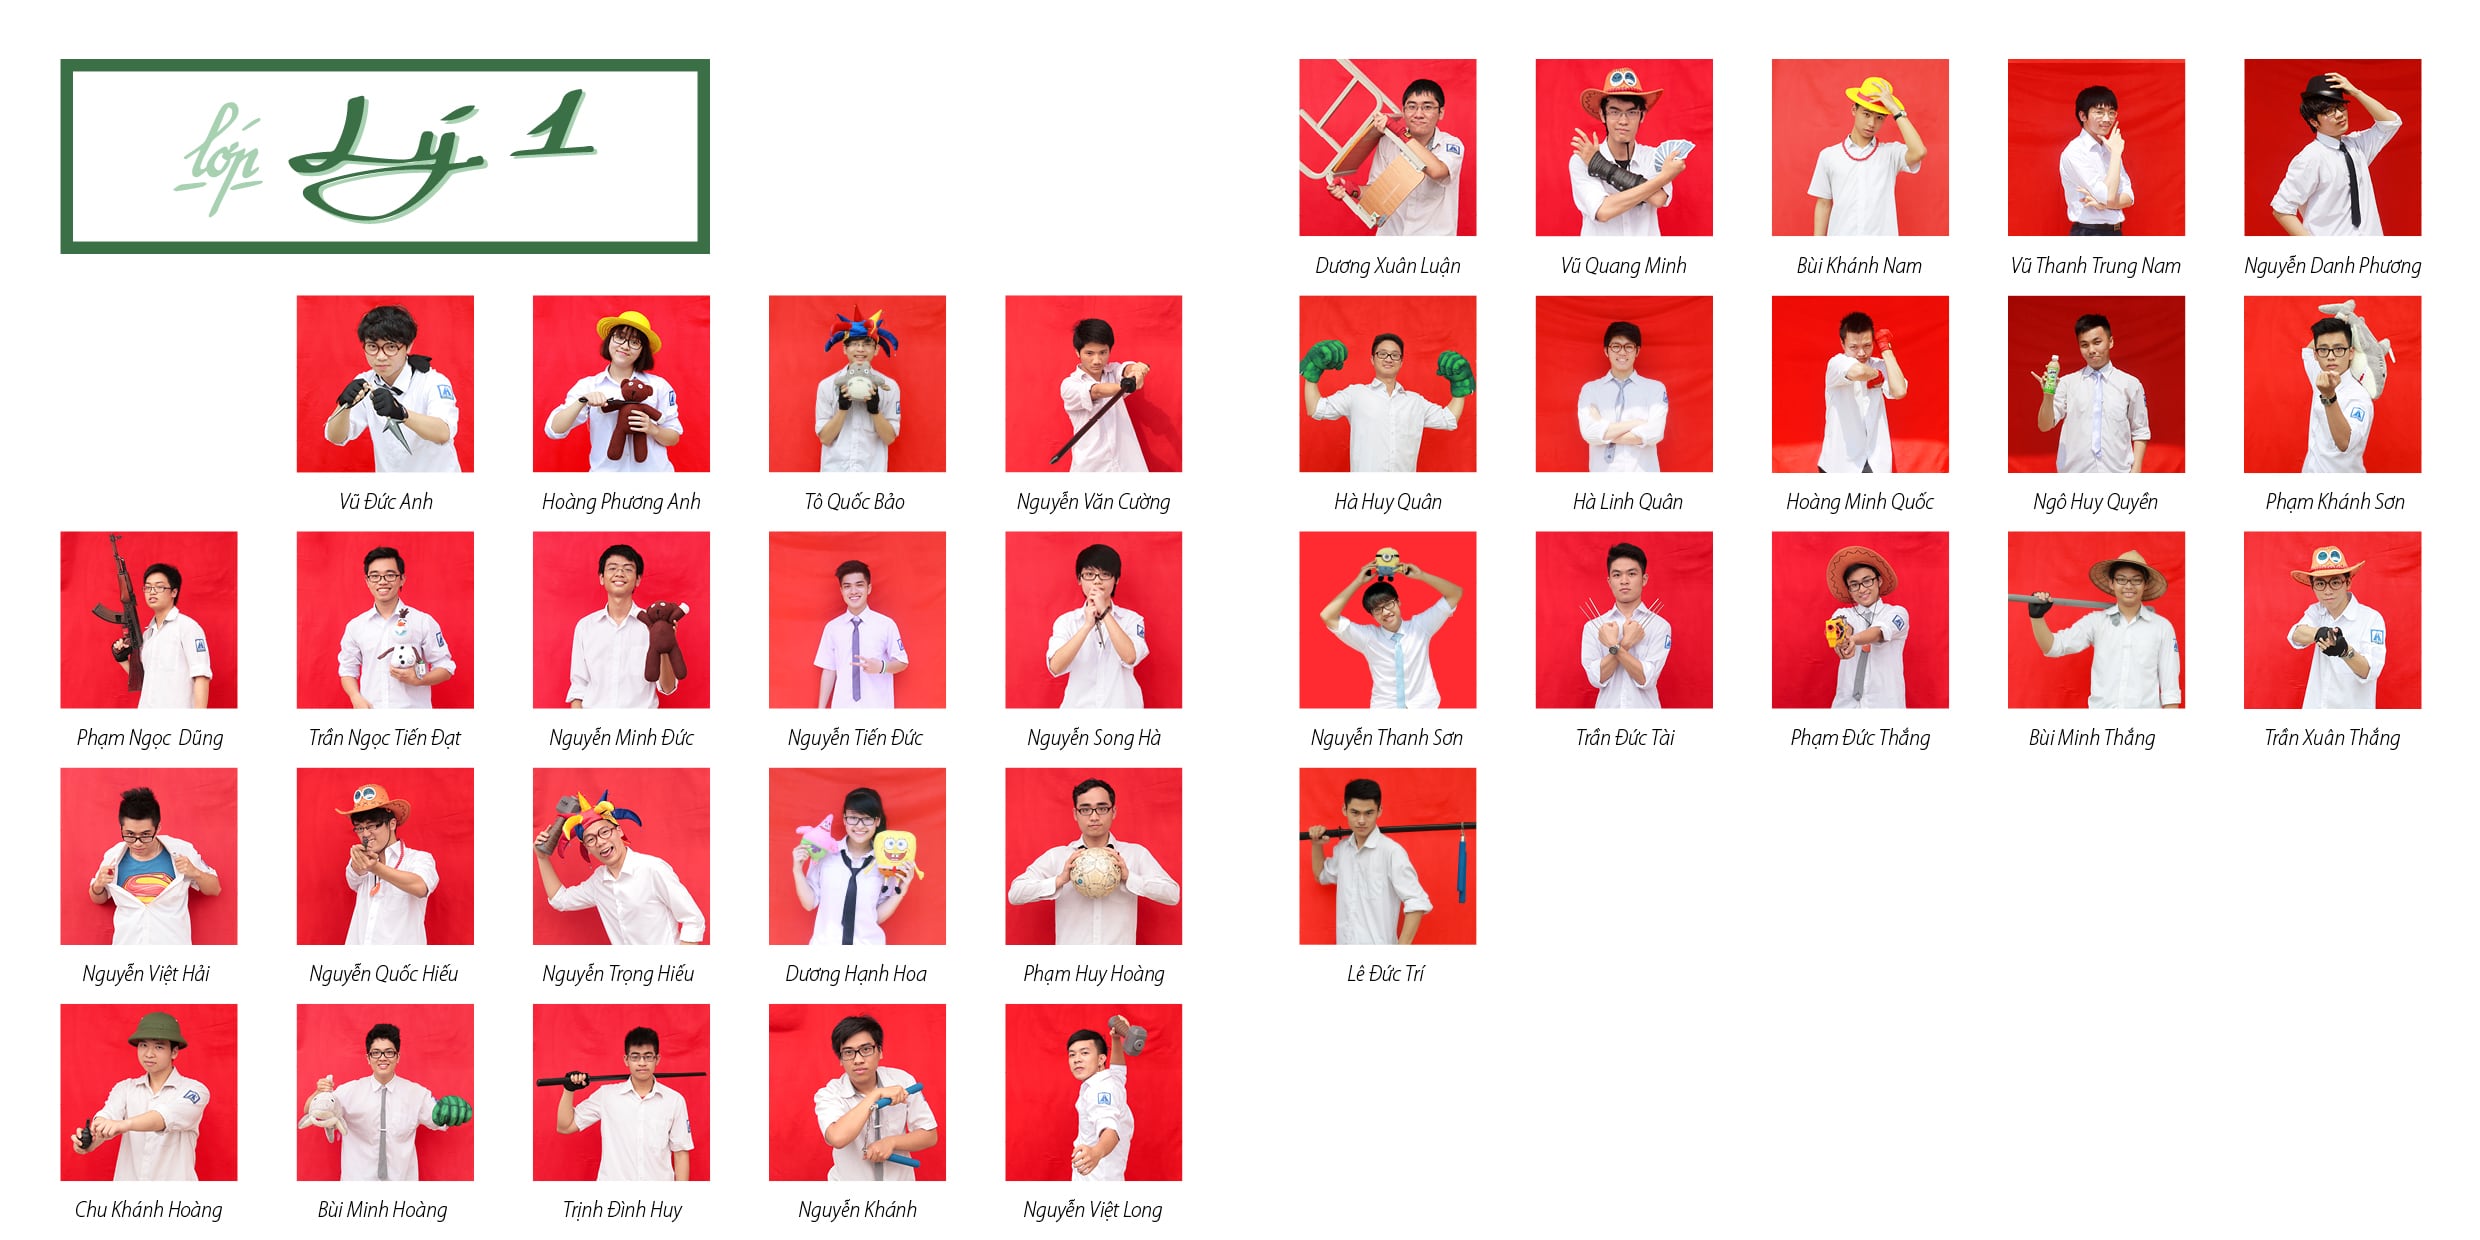 lớp Lý 1
Vũ Đức Anh
Hoàng Phương Anh
Tô Quốc Bảo
Nguyễn Văn Cường
Phạm Ngọc Dũng
Trần Ngọc Tiến Đạt
Nguyễn Minh Đức
Nguyễn Tiến Đức
Nguyễn Song Hà
Nguyễn Việt Hải
Nguyễn Quốc Hiếu
Nguyễn Trọng Hiếu
Dương Hạnh Hoa
Phạm Huy Hoàng
Chu Khánh Hoàng
Bùi Minh Hoàng
Trịnh Đình Huy
Nguyễn Khánh
Nguyễn Việt Long
Dương Xuân Luận
Vũ Quang Minh
Bùi Khánh Nam
Vũ Thanh Trung Nam
Nguyễn Danh Phương
Hà Huy Quân
Hà Linh Quân
Hoàng Minh Quốc
Ngô Huy Quyền
Phạm Khánh Sơn
Nguyễn Thanh Sơn
Trần Đức Tài
Phạm Đức Thắng
Bùi Minh Thắng
Trần Xuân Thắng
Lê Đức Trí